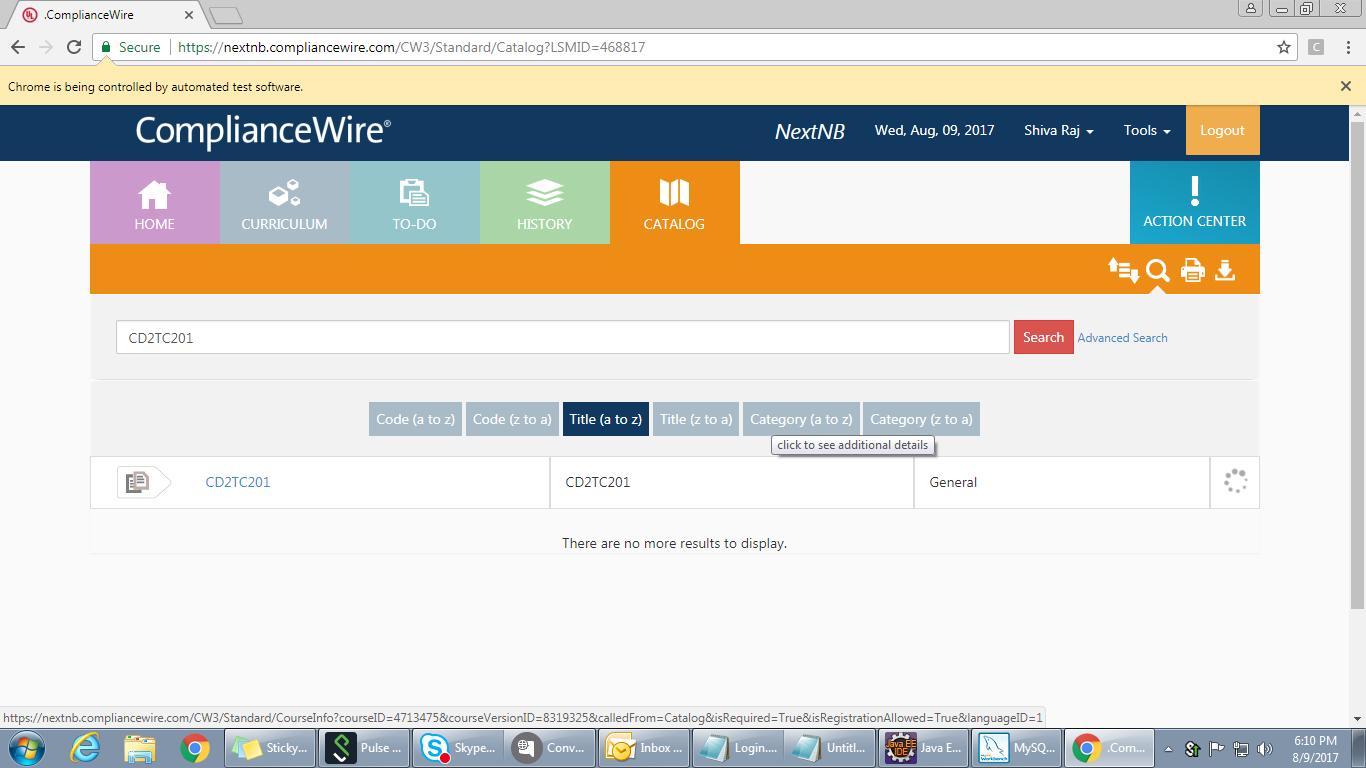 .ComplianceWire
Secure https://nextnb.compliancewire.com/CW3/Standard/Catalog?LSMID=468817
C
Chrome is being controlled by automated test software.
ComplianceWire®
NextNB Wed, Aug, 09, 2017 Shiva Raj Tools Logout
HOME CURRICULUM TO-DO HISTORY CATALOG ACTION CENTER
CD2TC201 Search Advanced Search
Code (a to z) Code (z to a) Title (a to z) Title (z to a) Category (a to z) Category (z to a)
click to see additional details
CD2TC201 CD2TC201 General
There are no more results to display.
https://nextnb.compliancewire.com/CW3/Standard/CourseInfo?courseID=4713475&courseVersionID=8319325&calledFrom=Catalog&isRequired=True&isRegistrationAllowed=True&languageID=1
Sticky... Pulse ... Skype... Conv... Inbox ... Login.... Untitl... Java E... MySQ... .Com... 6:10 PM
8/9/2017